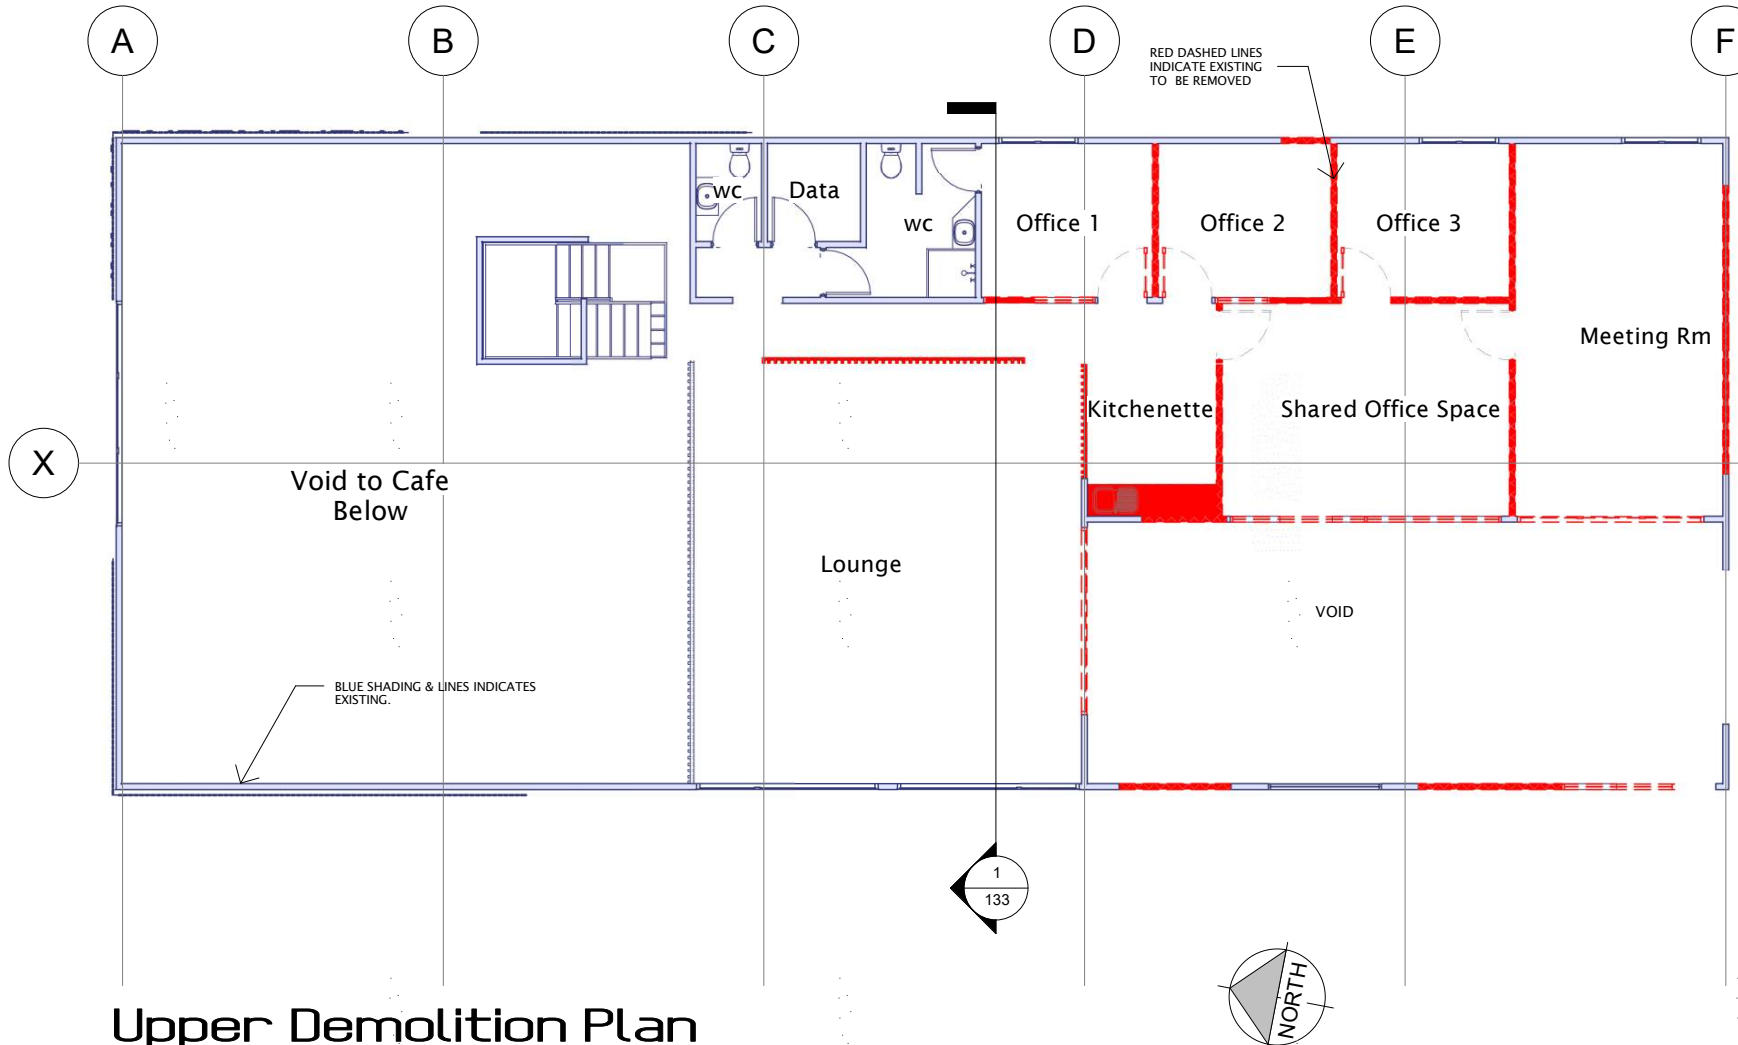 A
B
C
D
E
F
RED DASHED LINES
INDICATE EXISTING
TO BE REMOVED
wc
Data
wc
Office 1
Office 2
Office 3
Meeting Rm
Kitchenette
Shared Office Space
X
Void to Cafe
Below
Lounge
VOID
BLUE SHADING & LINES INDICATES
EXISTING.
1
133
NORTH
Upper Demolition Plan